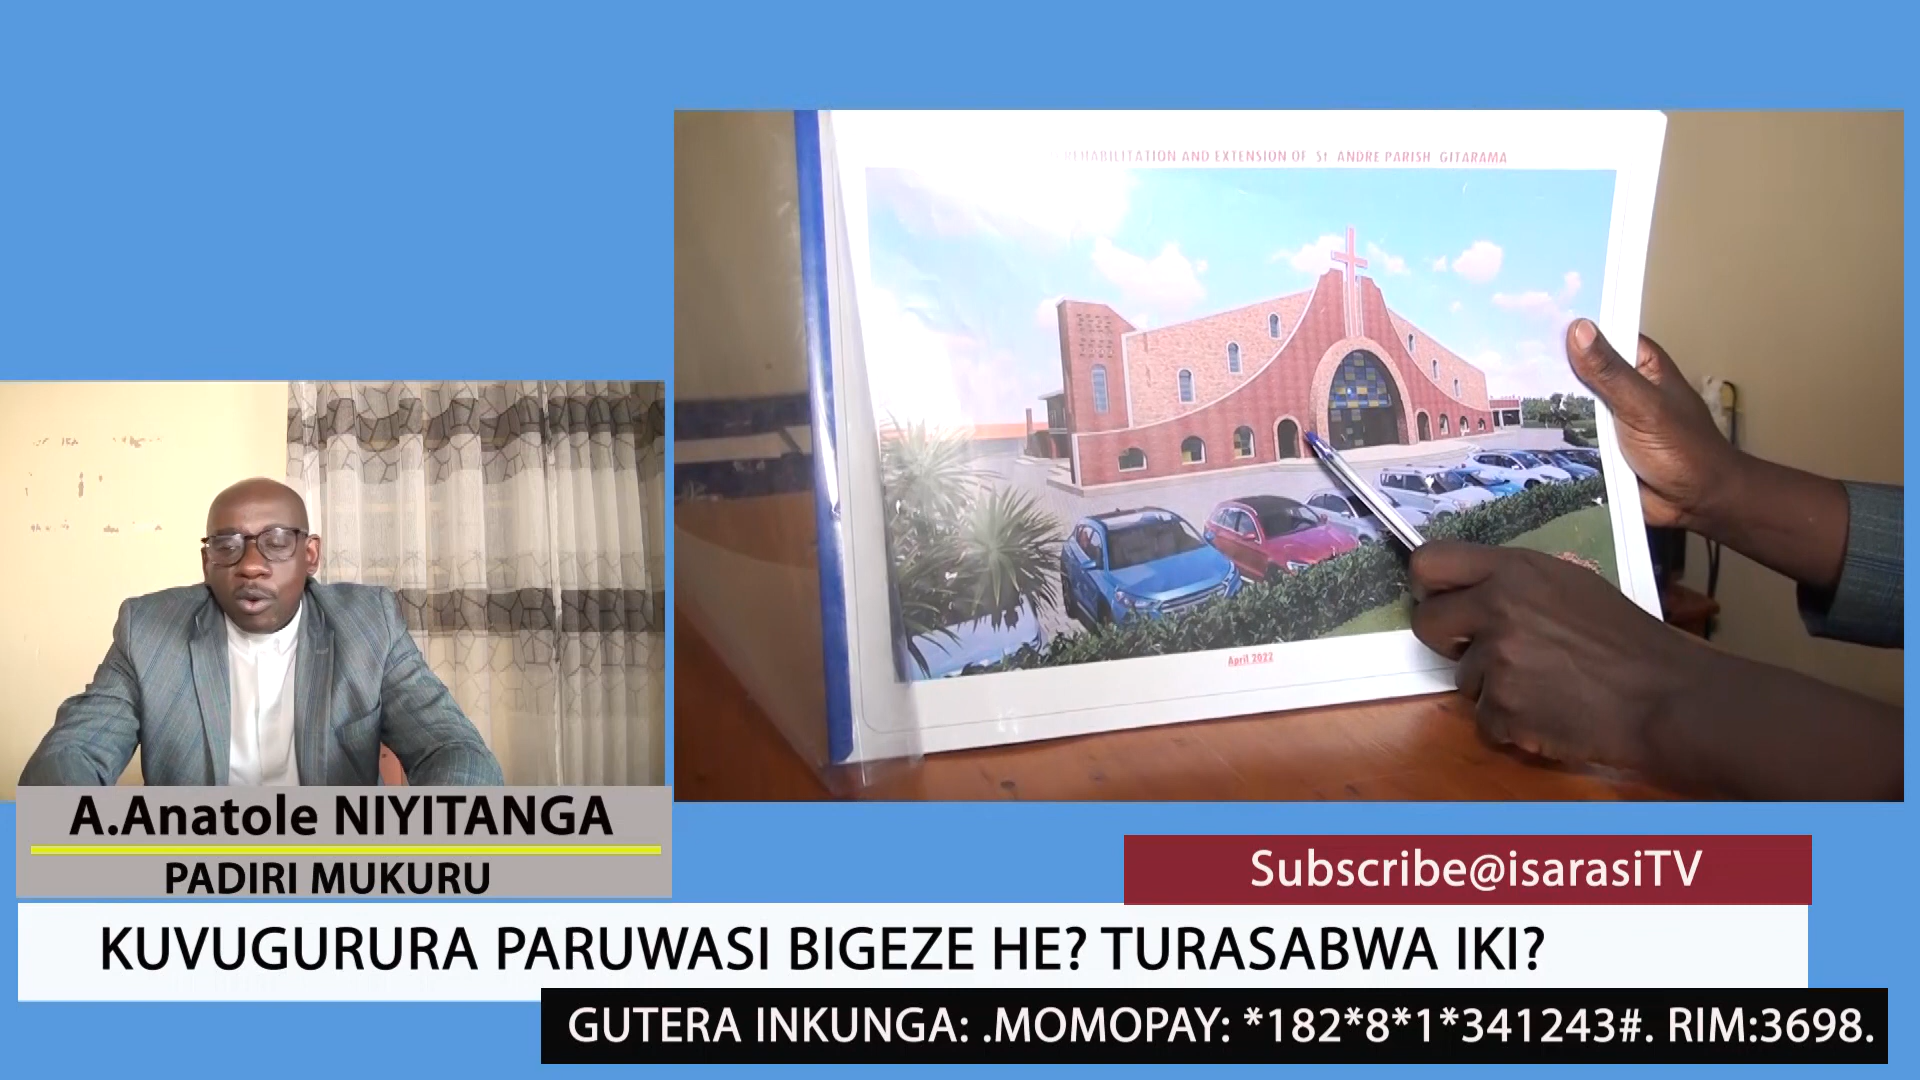 REHABILITATION AND EXTENSION OF St ANDRE PARISH GITARAMA
April 2022
A.Anatole NIYITANGA
PADIRI MUKURU
Subscribe@isarasiTV
KUVUGURURA PARUWASI BIGEZE HE? TURASABWA IKI?
GUTERA INKUNGA: .MOMOPAY: *182*8*1*341243#. RIM:3698.